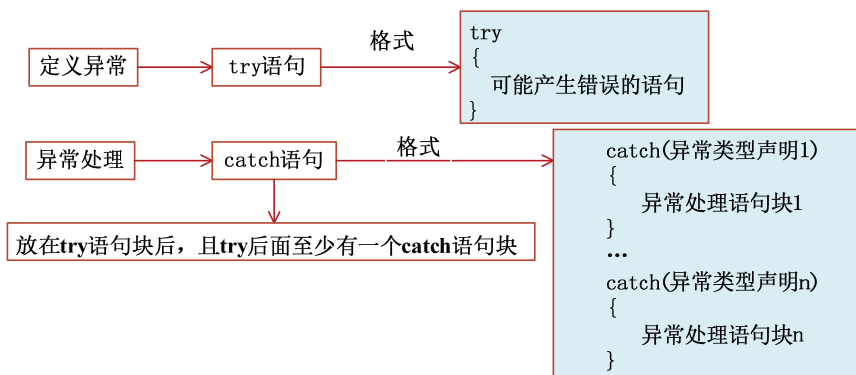 定义异常
try语句
格式
try
{
可能产生错误的语句
}
异常处理
catch语句
格式
放在try语句块后，且try后面至少有一个catch语句块
catch(异常类型声明1)
{
异常处理语句块1
}
…
catch(异常类型声明n)
{
异常处理语句块n
}